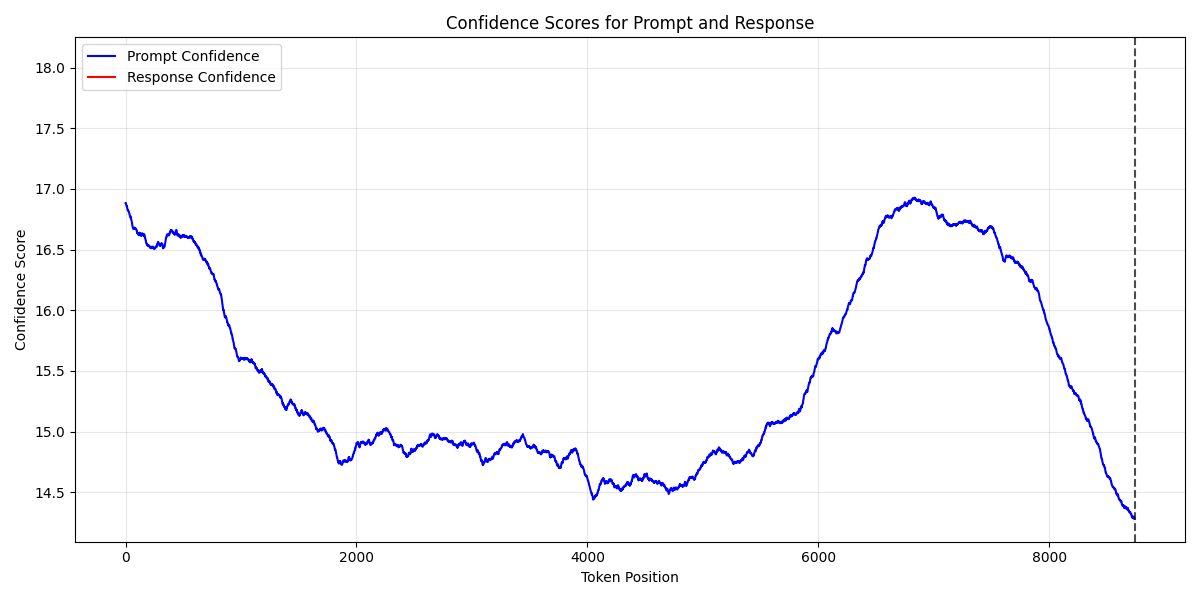 Confidence Scores for Prompt and Response
Prompt Confidence
Response Confidence
Confidence Score
18.0
17.5
17.0
16.5
16.0
15.5
15.0
14.5
0
2000
4000
6000
8000
Token Position